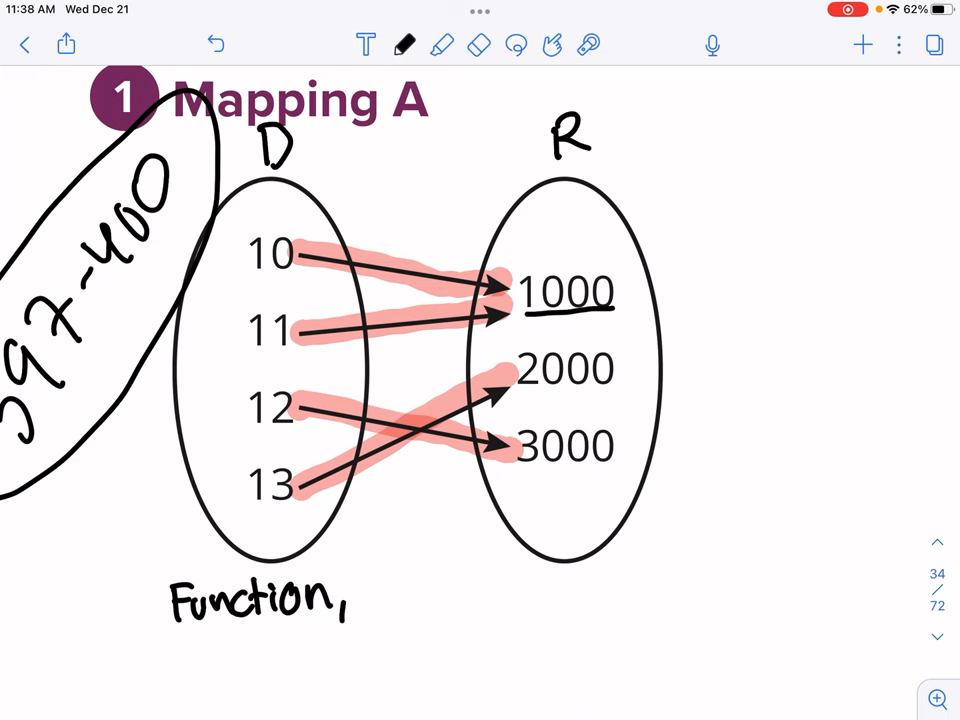 11:38 AM Wed Dec 21
62%
T
1 Mapping A
D R
10
11
12
13
1000
2000
3000
397-400
Function,
34
/
72